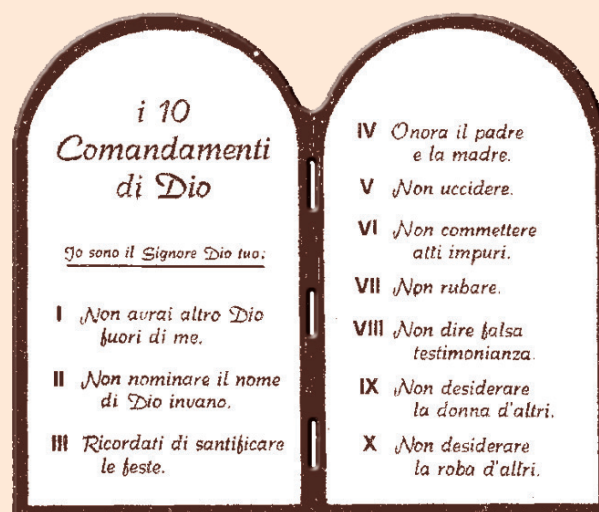 i 10
Comandamenti
di Dio
Io sono il Signore Dio tuo:
I Non avrai altro Dio
fuori di me.
II Non nominare il nome
di Dio invano.
III Ricordati di santificare
le feste.
IV Onora il padre
e la madre.
V Non uccidere.
VI Non commettere
atti impuri.
VII Non rubare.
VIII Non dire falsa
testimonianza.
IX Non desiderare
la donna d'altri.
X Non desiderare
la roba d'altri.